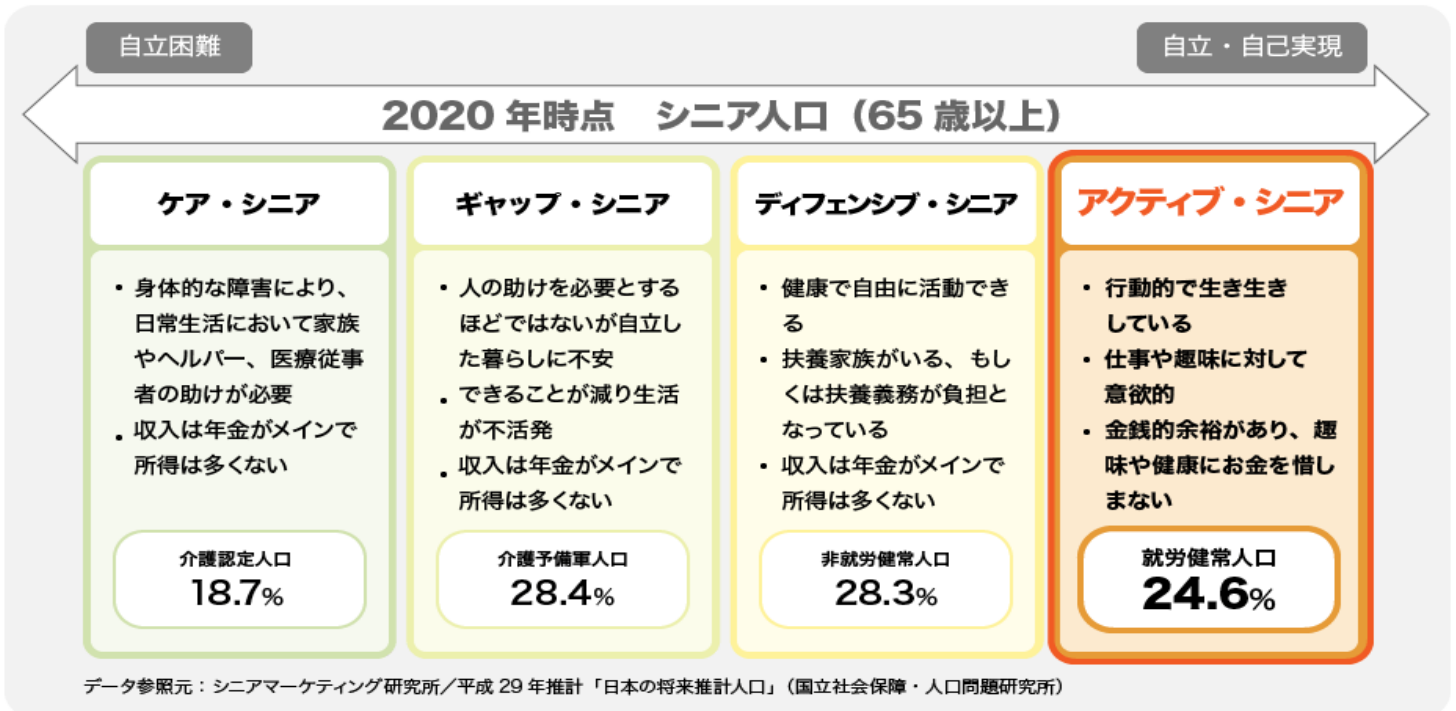 自立困難
自立・自己実現
2020 年時点　シニア人口（65 歳以上）
ケア・シニア
・ 身体的な障害により、
日常生活において家族
やヘルパー、医療従事
者の助けが必要
・ 収入は年金がメインで
所得は多くない
介護認定人口
18.7%
ギャップ・シニア
・ 人の助けを必要とする
ほどではないが自立し
た暮らしに不安
・ できることが減り生活
が不活発
・ 収入は年金がメインで
所得は多くない
介護予備軍人口
28.4%
ディフェンシブ・シニア
・ 健康で自由に活動でき
る
・ 扶養家族がいる、もし
くは扶養義務が負担と
なっている
・ 収入は年金がメインで
所得は多くない
非就労健常人口
28.3%
アクティブ・シニア
・ 行動的で生き生き
している
・ 仕事や趣味に対して
意欲的
・ 金銭的余裕があり、趣
味や健康にお金を惜し
まない
就労健常人口
24.6%
データ参照元：シニアマーケティング研究所／平成 29 年推計「日本の将来推計人口」（国立社会保障・人口問題研究所）